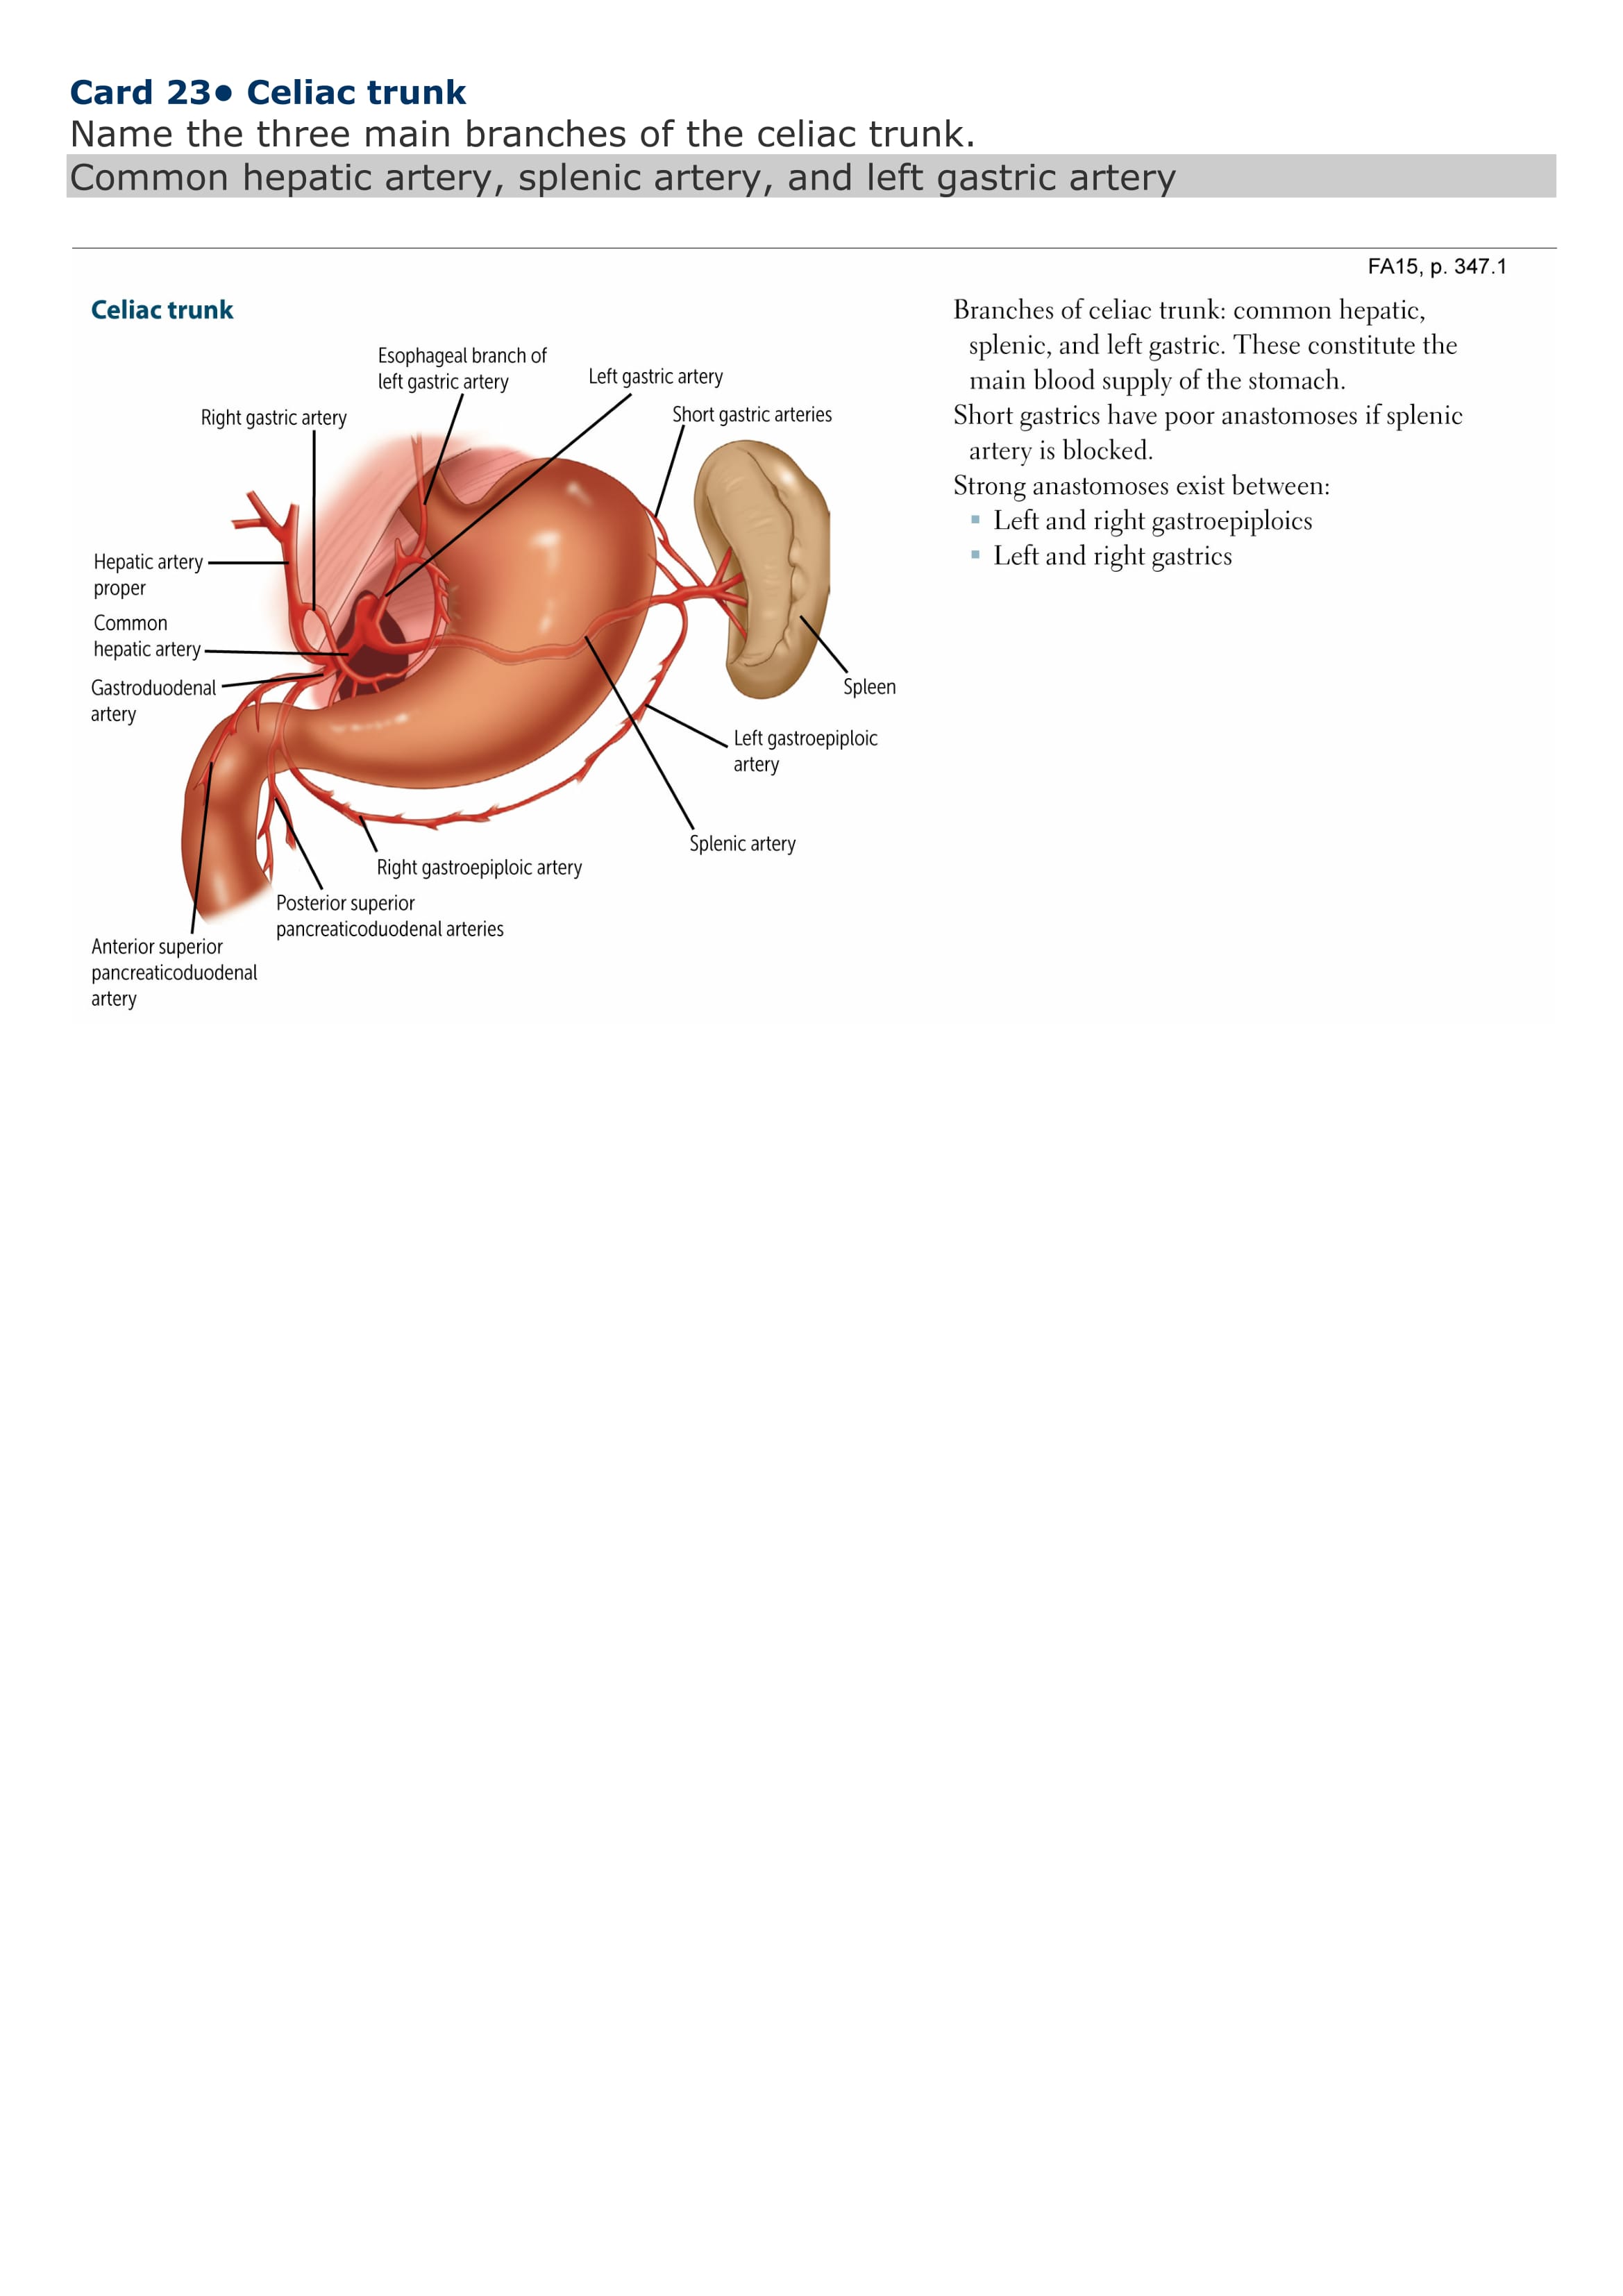 Card 23● Celiac trunk
Name the three main branches of the celiac trunk.
Common hepatic artery, splenic artery, and left gastric artery
FA15, p. 347.1
Celiac trunk
Esophageal branch of
left gastric artery
Left gastric artery
Short gastric arteries
Right gastric artery
Hepatic artery
proper
Common
hepatic artery
Gastroduodenal
artery
Spleen
Left gastroepiploic
artery
Splenic artery
Right gastroepiploic artery
Posterior superior
pancreaticoduodenal arteries
Anterior superior
pancreaticoduodenal
artery
Branches of celiac trunk: common hepatic,
splenic, and left gastric. These constitute the
main blood supply of the stomach.
Short gastrics have poor anastomoses if splenic
artery is blocked.
Strong anastomoses exist between:
▪ Left and right gastroepiploics
▪ Left and right gastrics